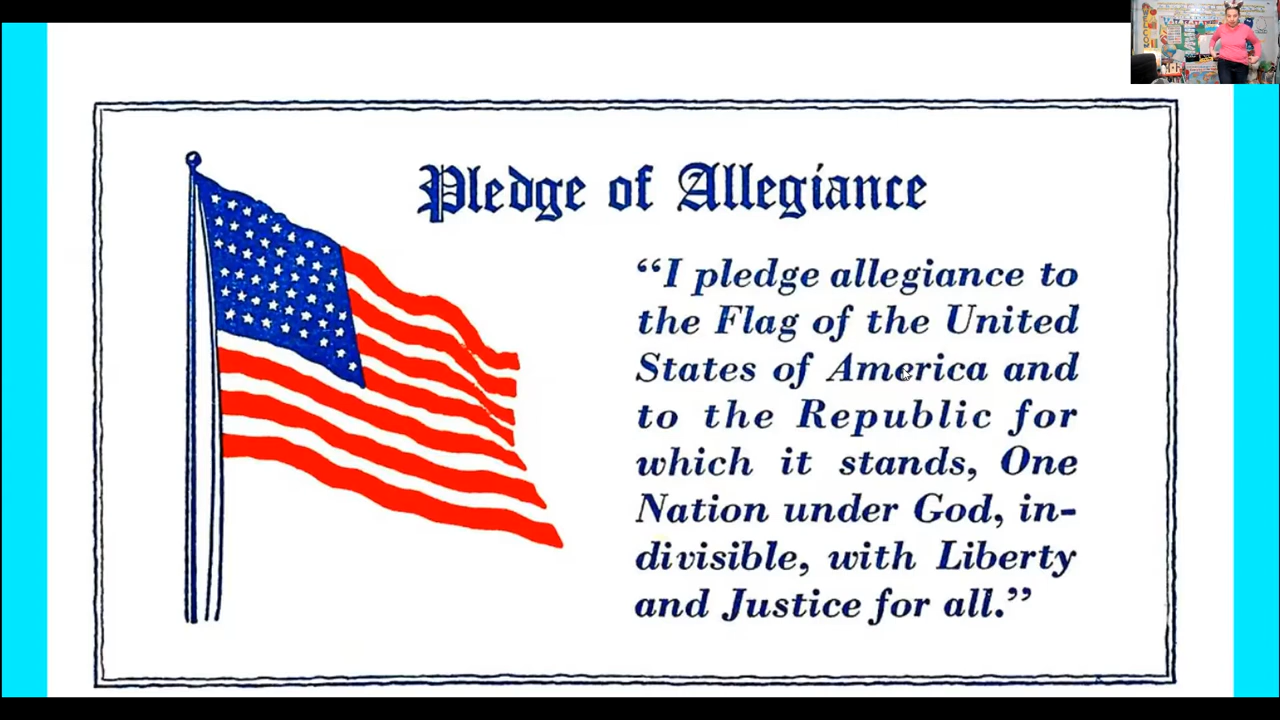 Pledge of Allegiance
“I pledge allegiance to
the Flag of the United
States of America and
to the Republic for
which it stands, One
Nation under God, in-
divisible, with Liberty
and Justice for all.”